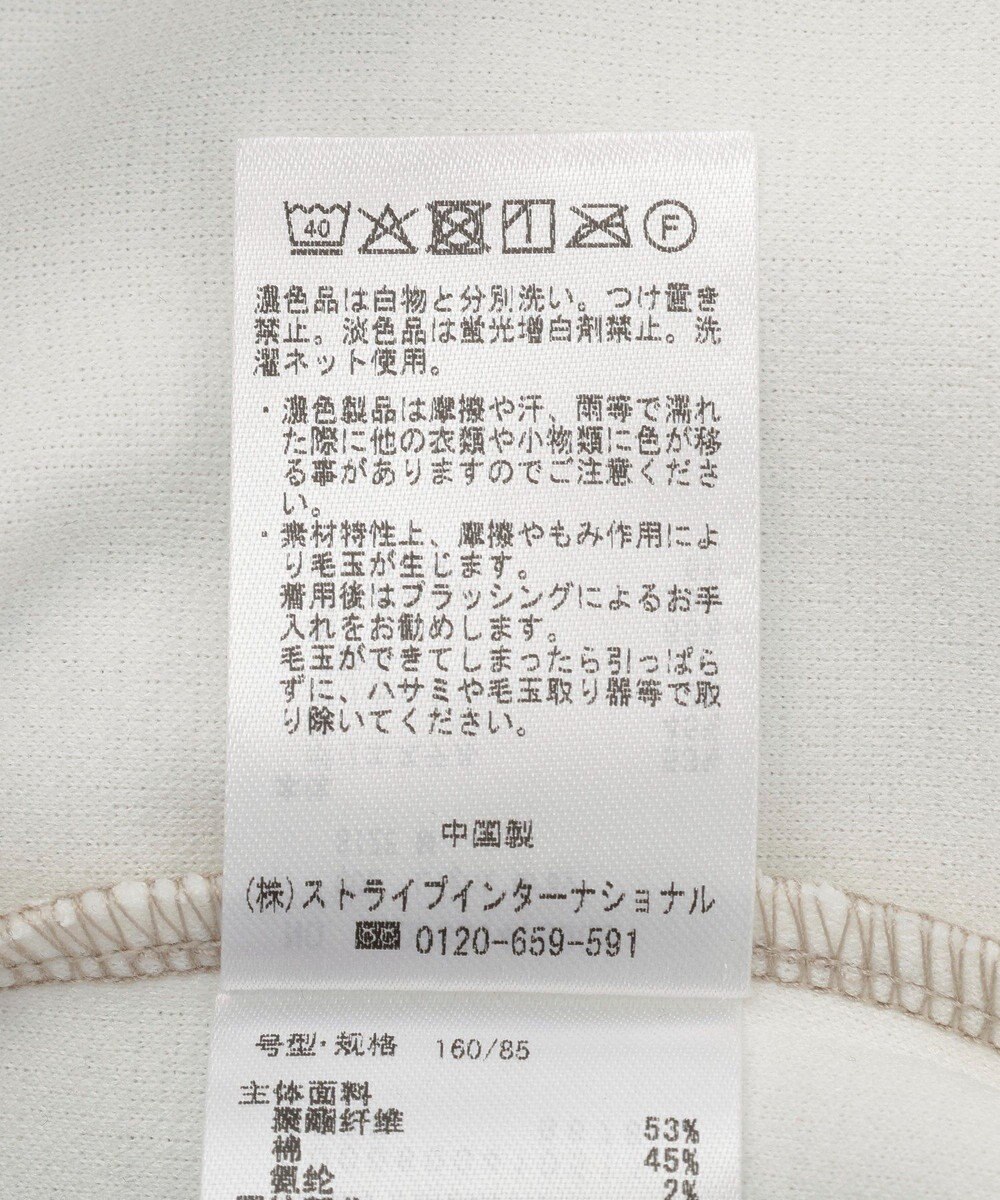 40 F
濃色品は白物と分別洗い。つけ置き
禁止。淡色品は蛍光増白剤禁止。洗
濯ネット使用。
・濃色製品は摩擦や汗、雨等で濡れ
た際に他の衣類や小物類に色が移
る事がありますのでご注意くださ
い。
・素材特性上、摩擦やもみ作用によ
り毛玉が生じます。
着用後はブラッシングによるお手
入れをお勧めします。
毛玉ができてしまったら引っぱら
ずに、ハサミや毛玉取り器等で取
り除いてください。
中国製
(株)ストライプインターナショナル
0120-659-591
号型·规格 160/85
主体面料
聚酯纤维 53%
棉 45%
氨纶 2%